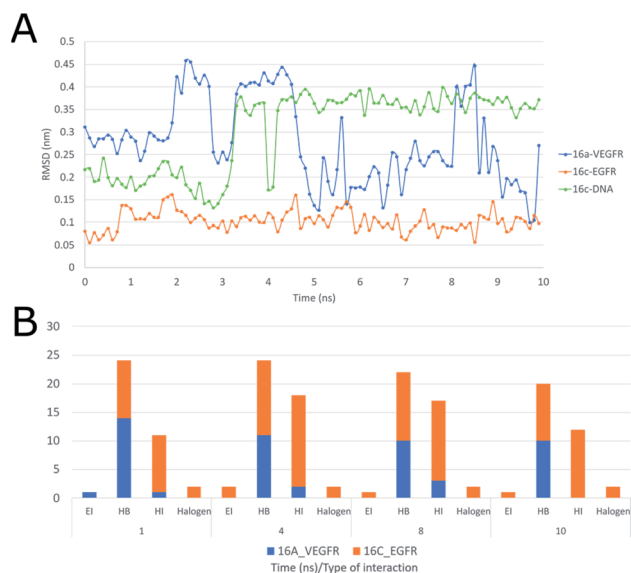 A
0.5
0.45
0.4
0.35
0.3
0.25
0.2
0.15
0.1
0.05
0
RMSD (nm)
0 1 2 3 4 5 6 7 8 9 10
Time (ns)
16a-VEGFR
16c-EGFR
16c-DNA
B
30
25
20
15
10
5
0
EI HB HI Halogen EI HB HI Halogen EI HB HI Halogen EI HB HI Halogen
1 4 8 10
16A_VEGFR 16C_EGFR
Time (ns)/Type of interaction